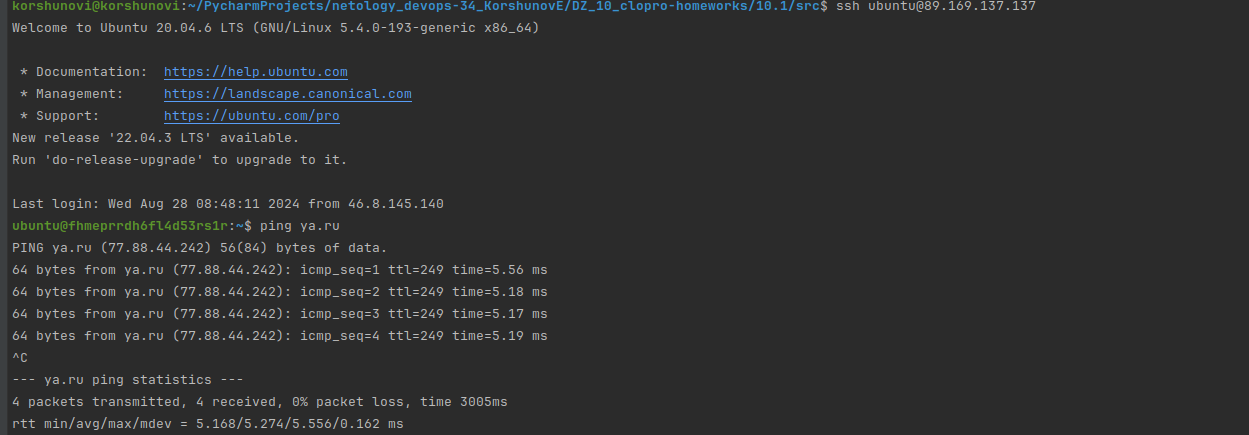 korshunovi@korshunovi:~/PycharmProjects/netology_devops-34_KorshunovE/DZ_10_clopro-homeworks/10.1/src$ ssh ubuntu@89.169.137.137
Welcome to Ubuntu 20.04.6 LTS (GNU/Linux 5.4.0-193-generic x86_64)

 * Documentation:  https://help.ubuntu.com
 * Management:     https://landscape.canonical.com
 * Support:        https://ubuntu.com/pro
New release '22.04.3 LTS' available.
Run 'do-release-upgrade' to upgrade to it.

Last login: Wed Aug 28 08:48:11 2024 from 46.8.145.140
ubuntu@fhmeprrdh6fl4d53rs1r:~$ ping ya.ru
PING ya.ru (77.88.44.242) 56(84) bytes of data.
64 bytes from ya.ru (77.88.44.242): icmp_seq=1 ttl=249 time=5.56 ms
64 bytes from ya.ru (77.88.44.242): icmp_seq=2 ttl=249 time=5.18 ms
64 bytes from ya.ru (77.88.44.242): icmp_seq=3 ttl=249 time=5.17 ms
64 bytes from ya.ru (77.88.44.242): icmp_seq=4 ttl=249 time=5.19 ms
^C
--- ya.ru ping statistics ---
4 packets transmitted, 4 received, 0% packet loss, time 3005ms
rtt min/avg/max/mdev = 5.168/5.274/5.556/0.162 ms